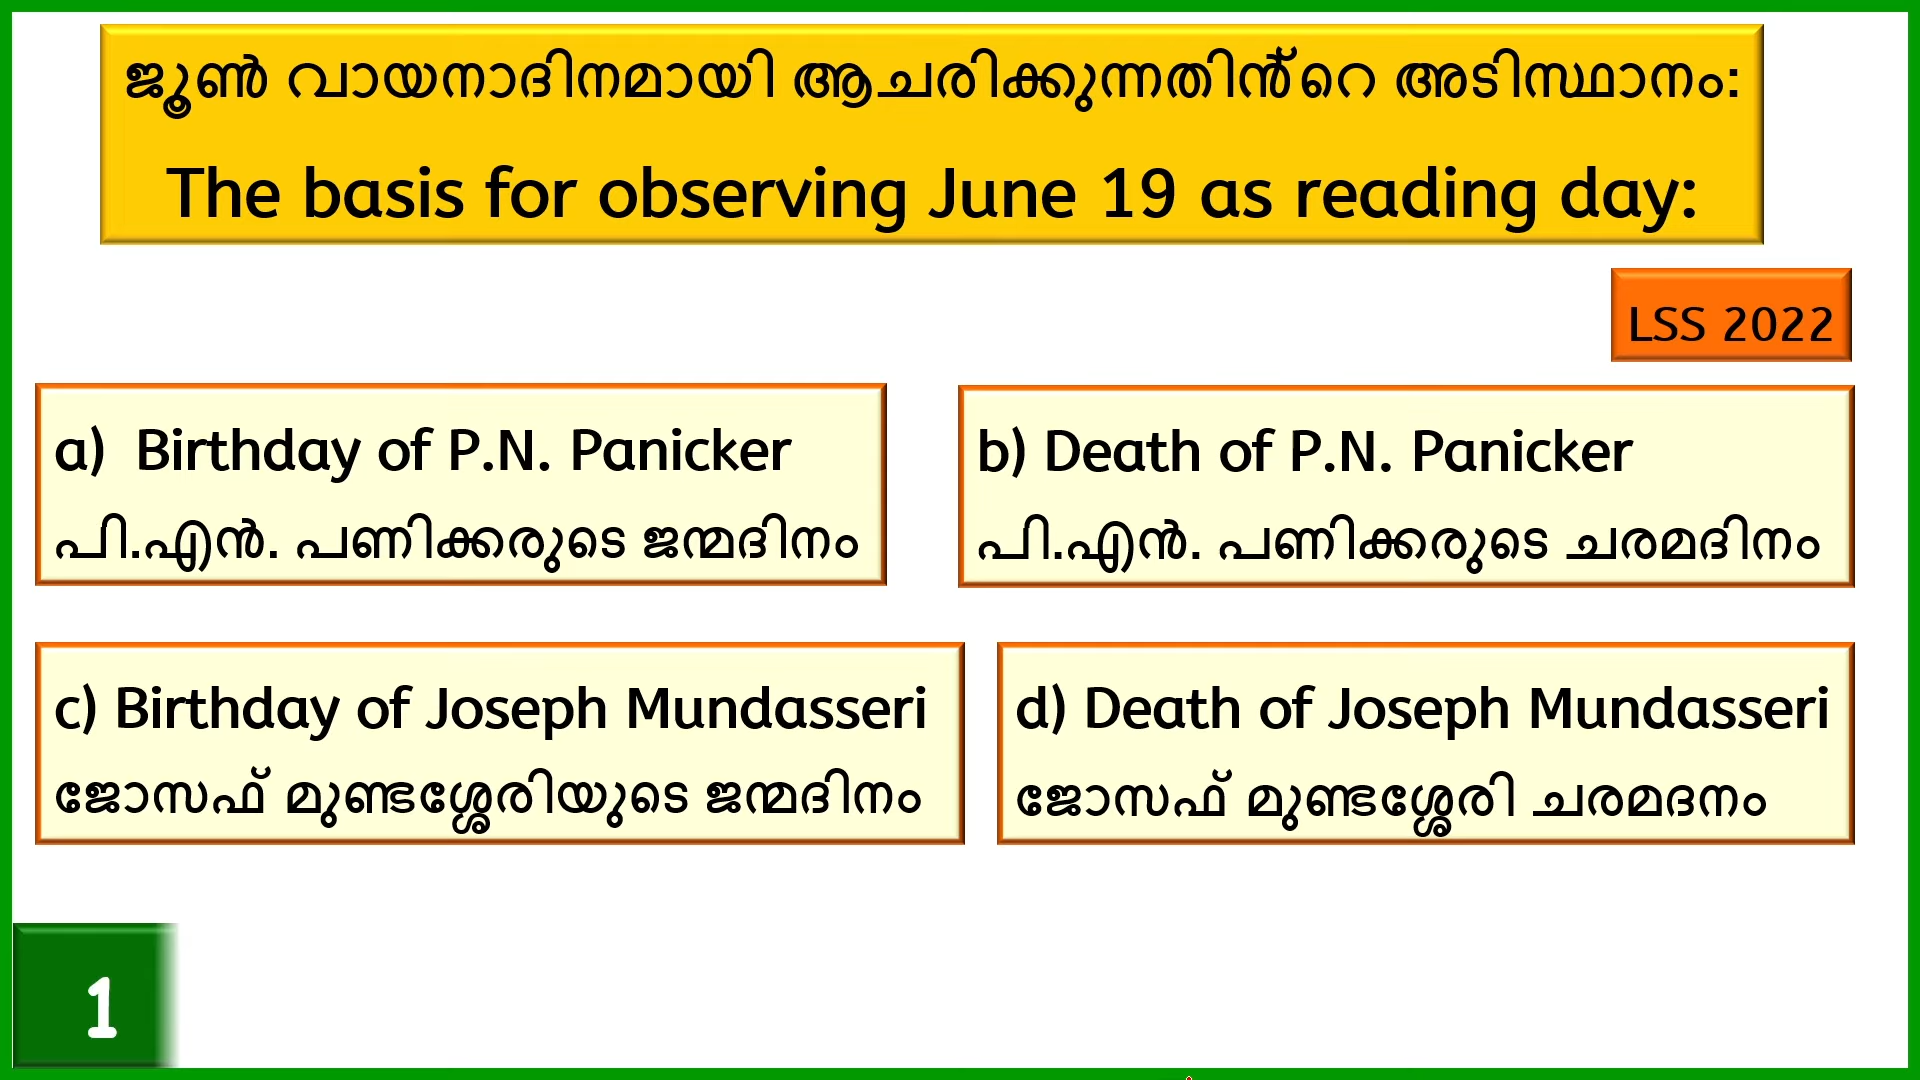 ജൂൺ വായനാദിനമായി ആചരിക്കുന്നതിൻ്റെ അടിസ്ഥാനം:
The basis for observing June 19 as reading day:
LSS 2022
a) Birthday of P.N. Panicker
പി.എൻ. പണിക്കരുടെ ജന്മദിനം
b) Death of P.N. Panicker
പി.എൻ. പണിക്കരുടെ ചരമദിനം
c) Birthday of Joseph Mundasseri
ജോസഫ് മുണ്ടശ്ശേരിയുടെ ജന്മദിനം
d) Death of Joseph Mundasseri
ജോസഫ് മുണ്ടശ്ശേരി ചരമദനം
1